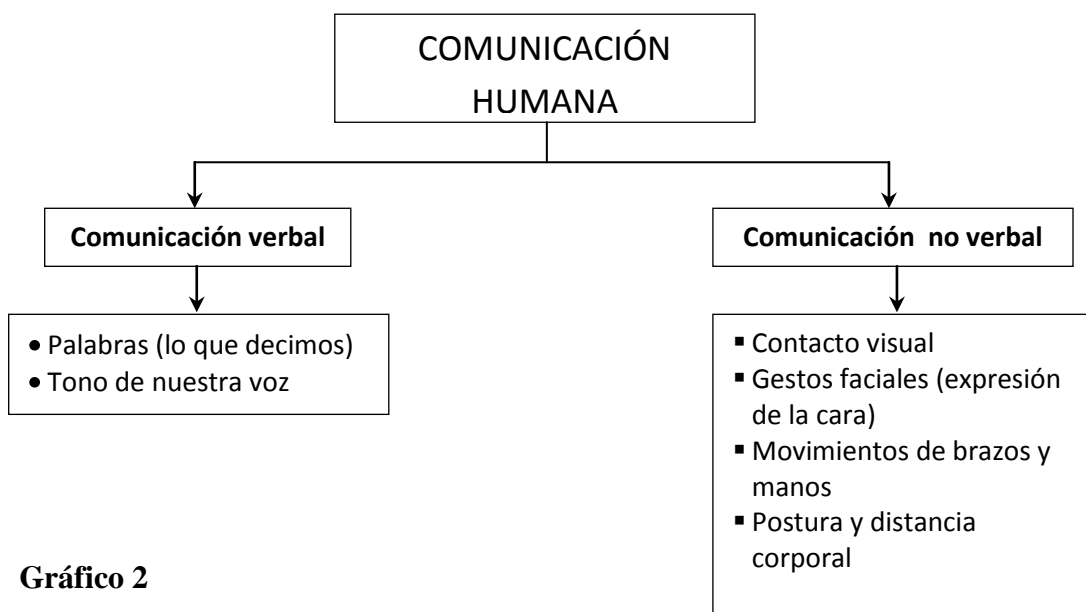 COMUNICACIÓN
HUMANA
Comunicación verbal
• Palabras (lo que decimos)
• Tono de nuestra voz
Comunicación no verbal
▪ Contacto visual
▪ Gestos faciales (expresión
de la cara)
▪ Movimientos de brazos y
manos
▪ Postura y distancia
corporal
Gráfico 2